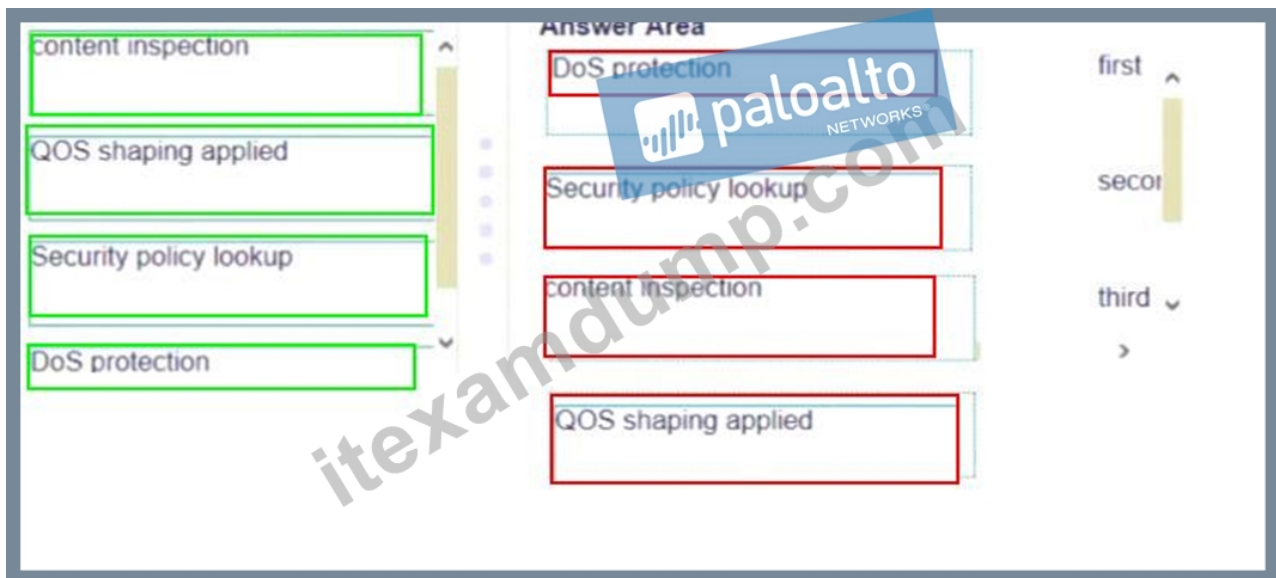 content inspection
QOS shaping applied
Security policy lookup
DoS protection
Answer Area
DoS protection
Security policy lookup
content inspection
QOS shaping applied
first
secor
third
paloalto
NETWORKS®
itexamdump.com